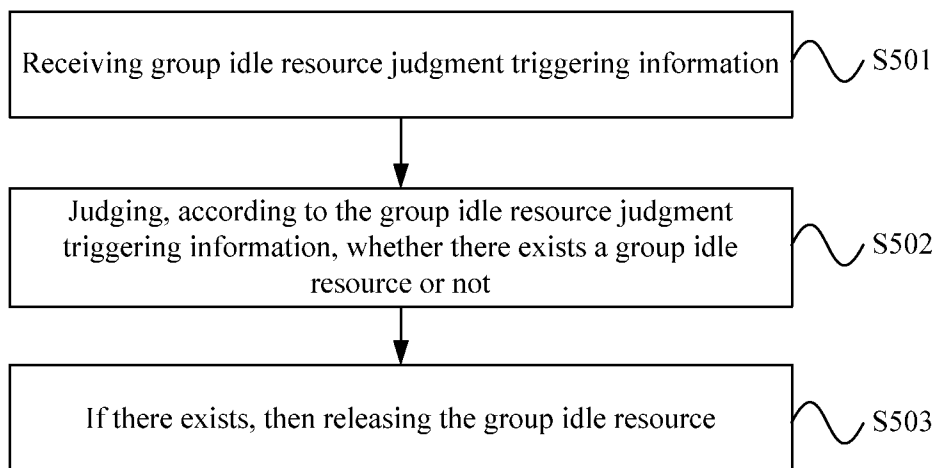 Receiving group idle resource judgment triggering information
S501
Judging, according to the group idle resource judgment
triggering information, whether there exists a group idle
resource or not
S502
If there exists, then releasing the group idle resource
S503